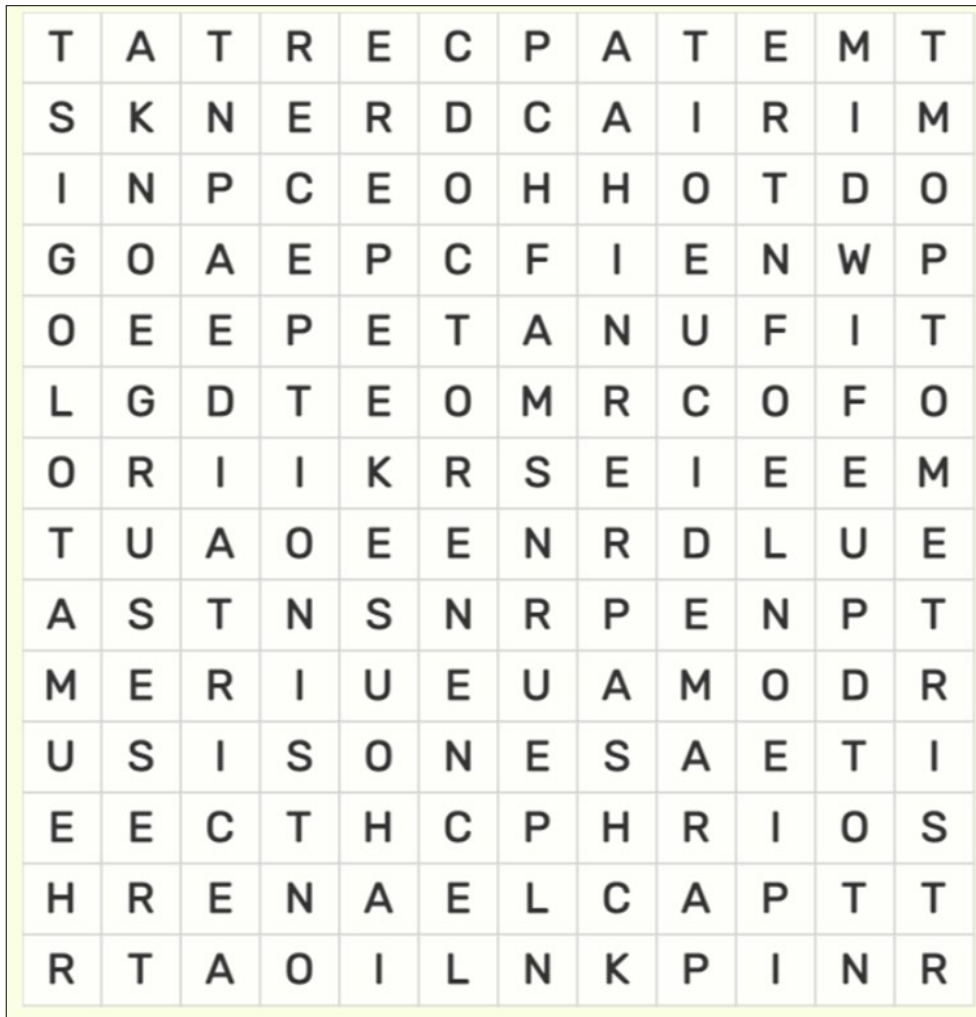 T A T R E C P A T E M T
S K N E R D C A I R I M
I N P C E O H H O T D O
G O A E P C F I E N W P
O E E P E T A N U F I T
L G D T E O M R C O F O
O R I I K R S E I E E M
T U A O E E N R D L U E
A S T N S N R P E N P T
M E R I U E U A M O D R
U S I S O N E S A E T I
E E C T H C P H R I O S
H R E N A E L C A P T T
R T A O I L N K P I N R